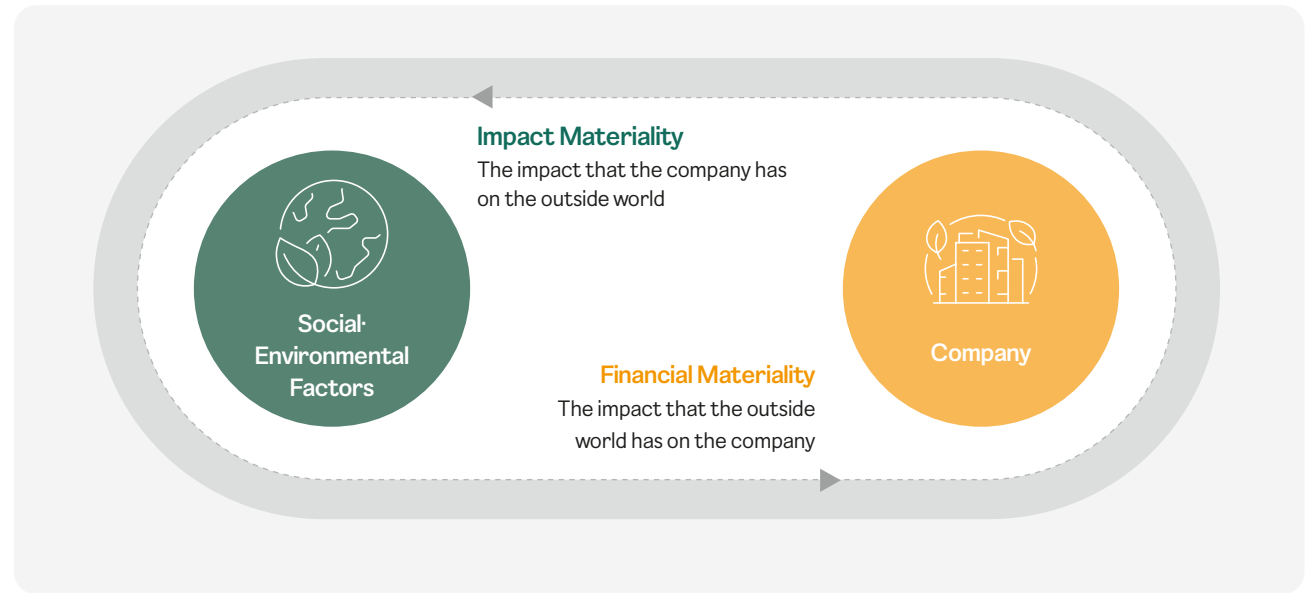 Impact Materiality
The impact that the company has
on the outside world
Social·
Environmental
Factors
Company
Financial Materiality
The impact that the outside
world has on the company